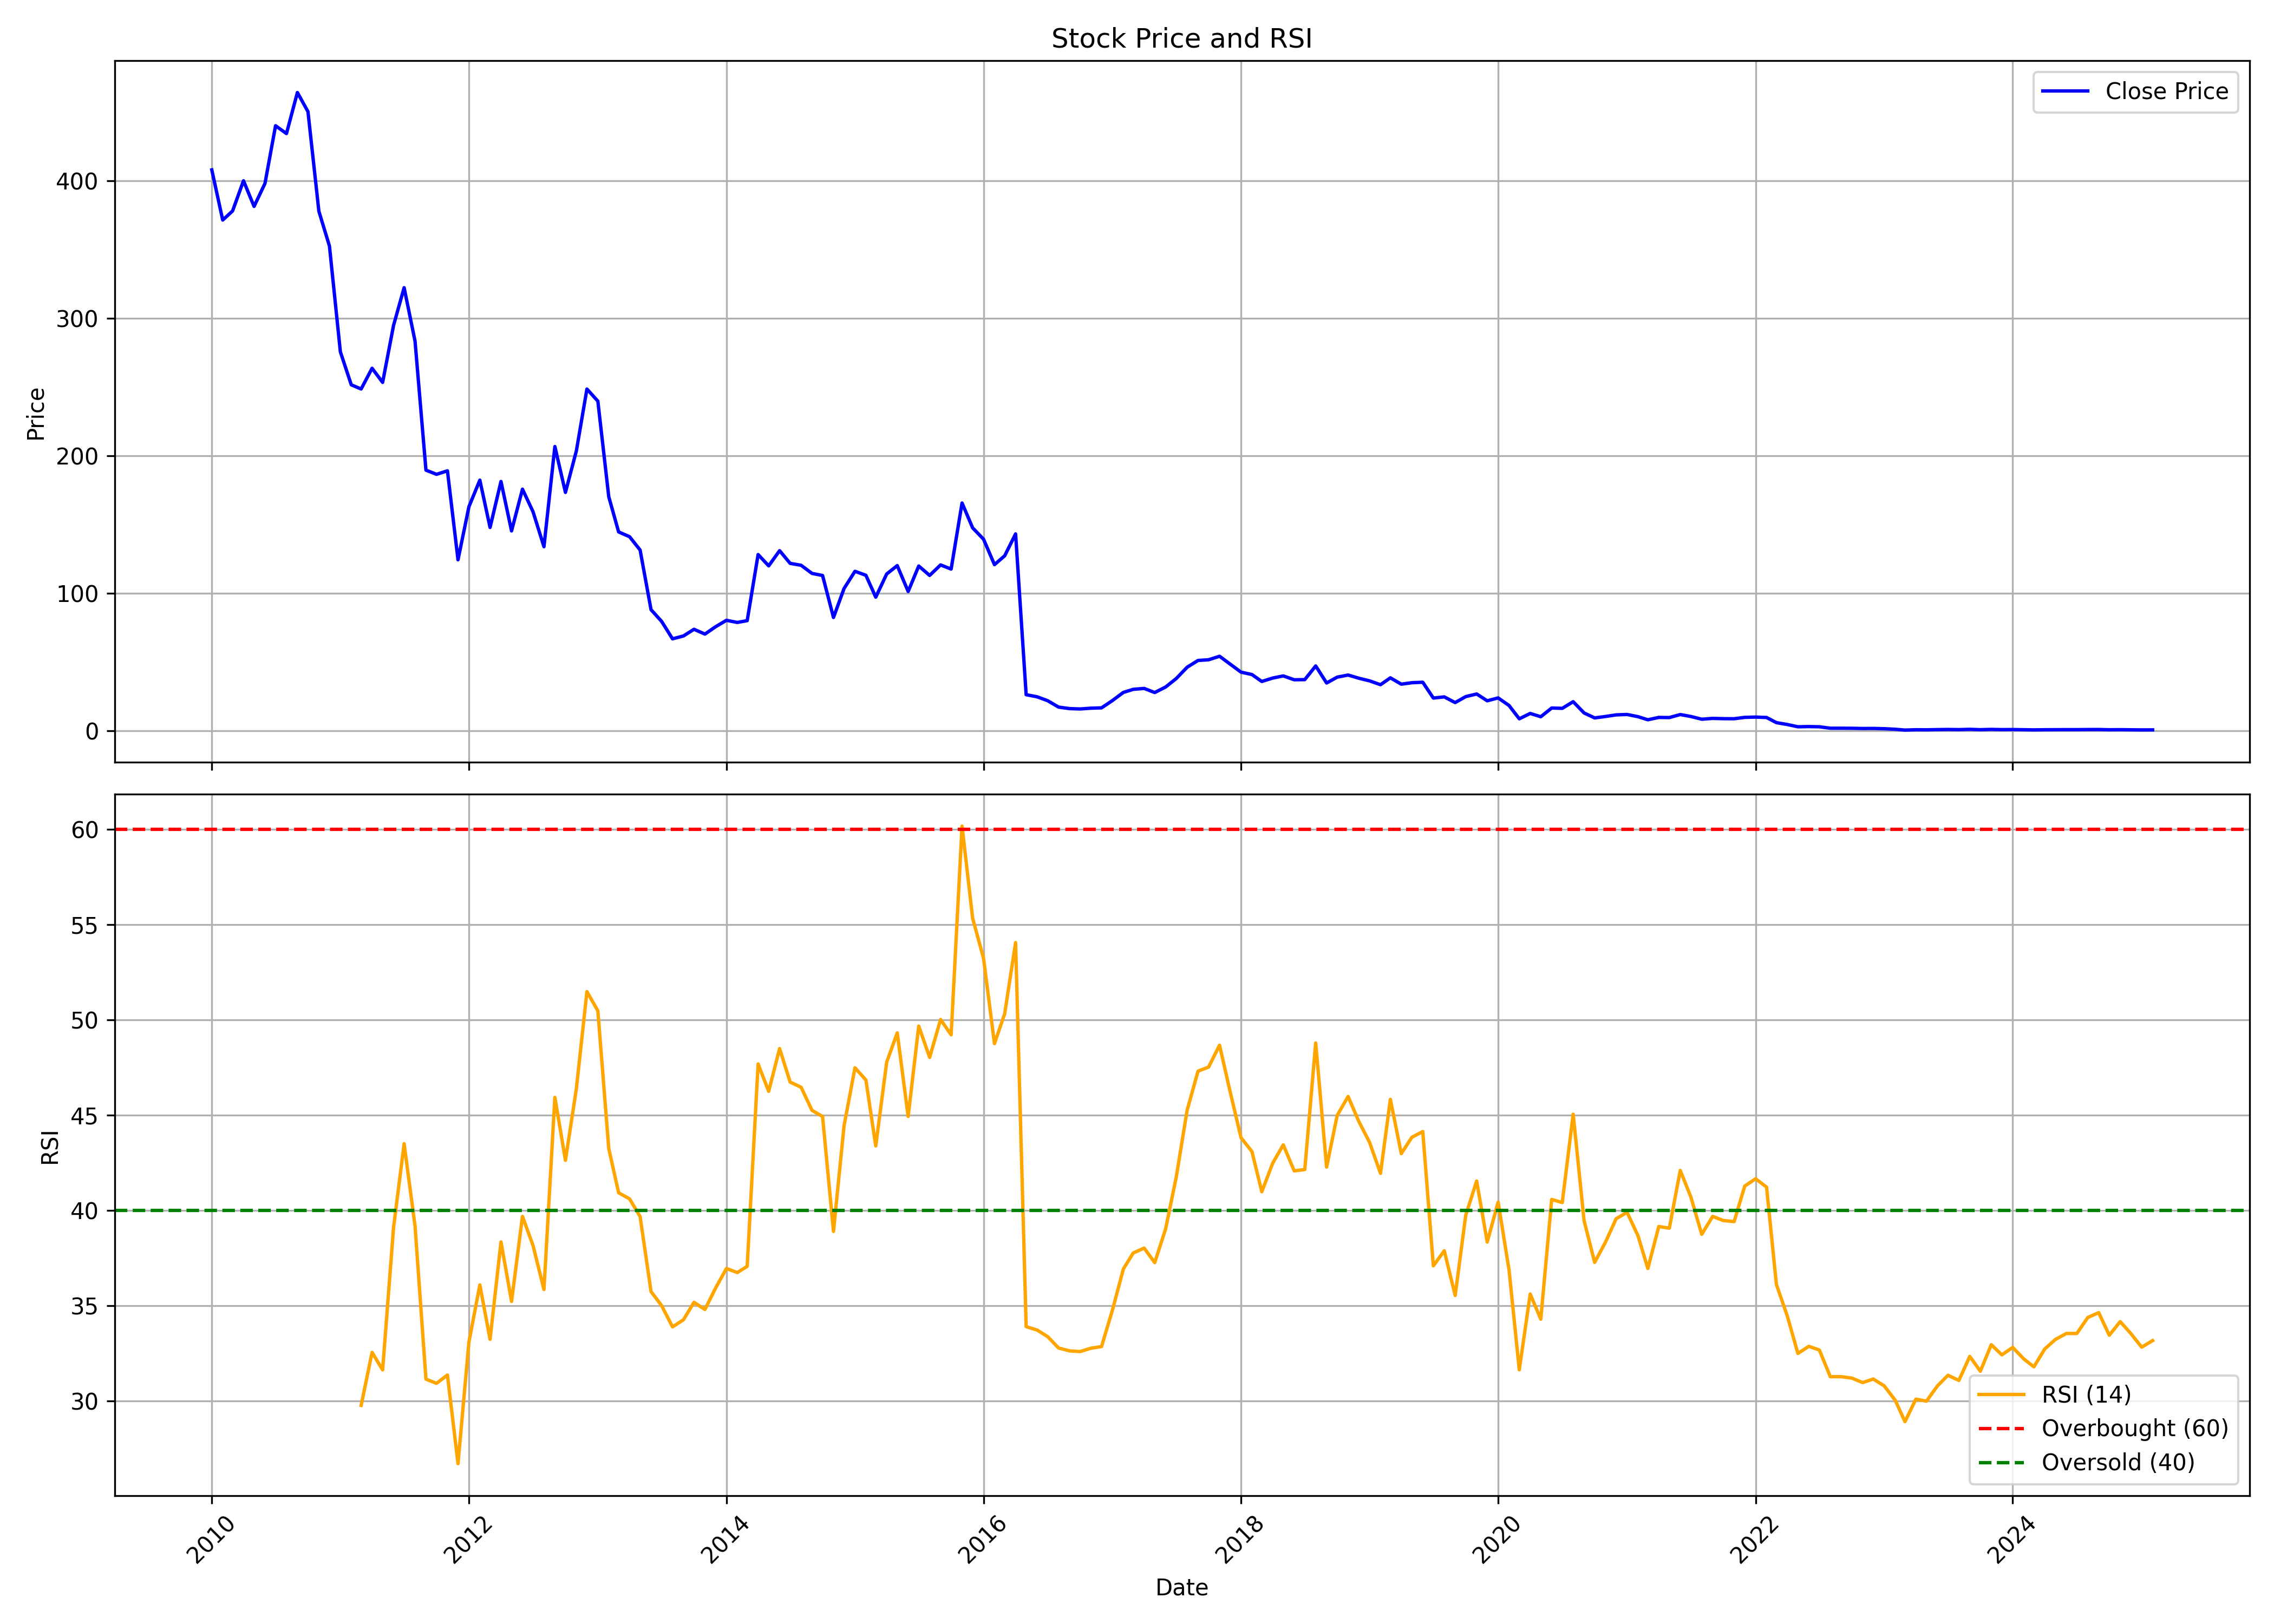 Stock Price and RSI
Close Price
400
300
200
100
0
Price
60
55
50
45
40
35
30
RSI
RSI (14)
Overbought (60)
Oversold (40)
2010
2012
2014
2016
2018
2020
2022
2024
Date